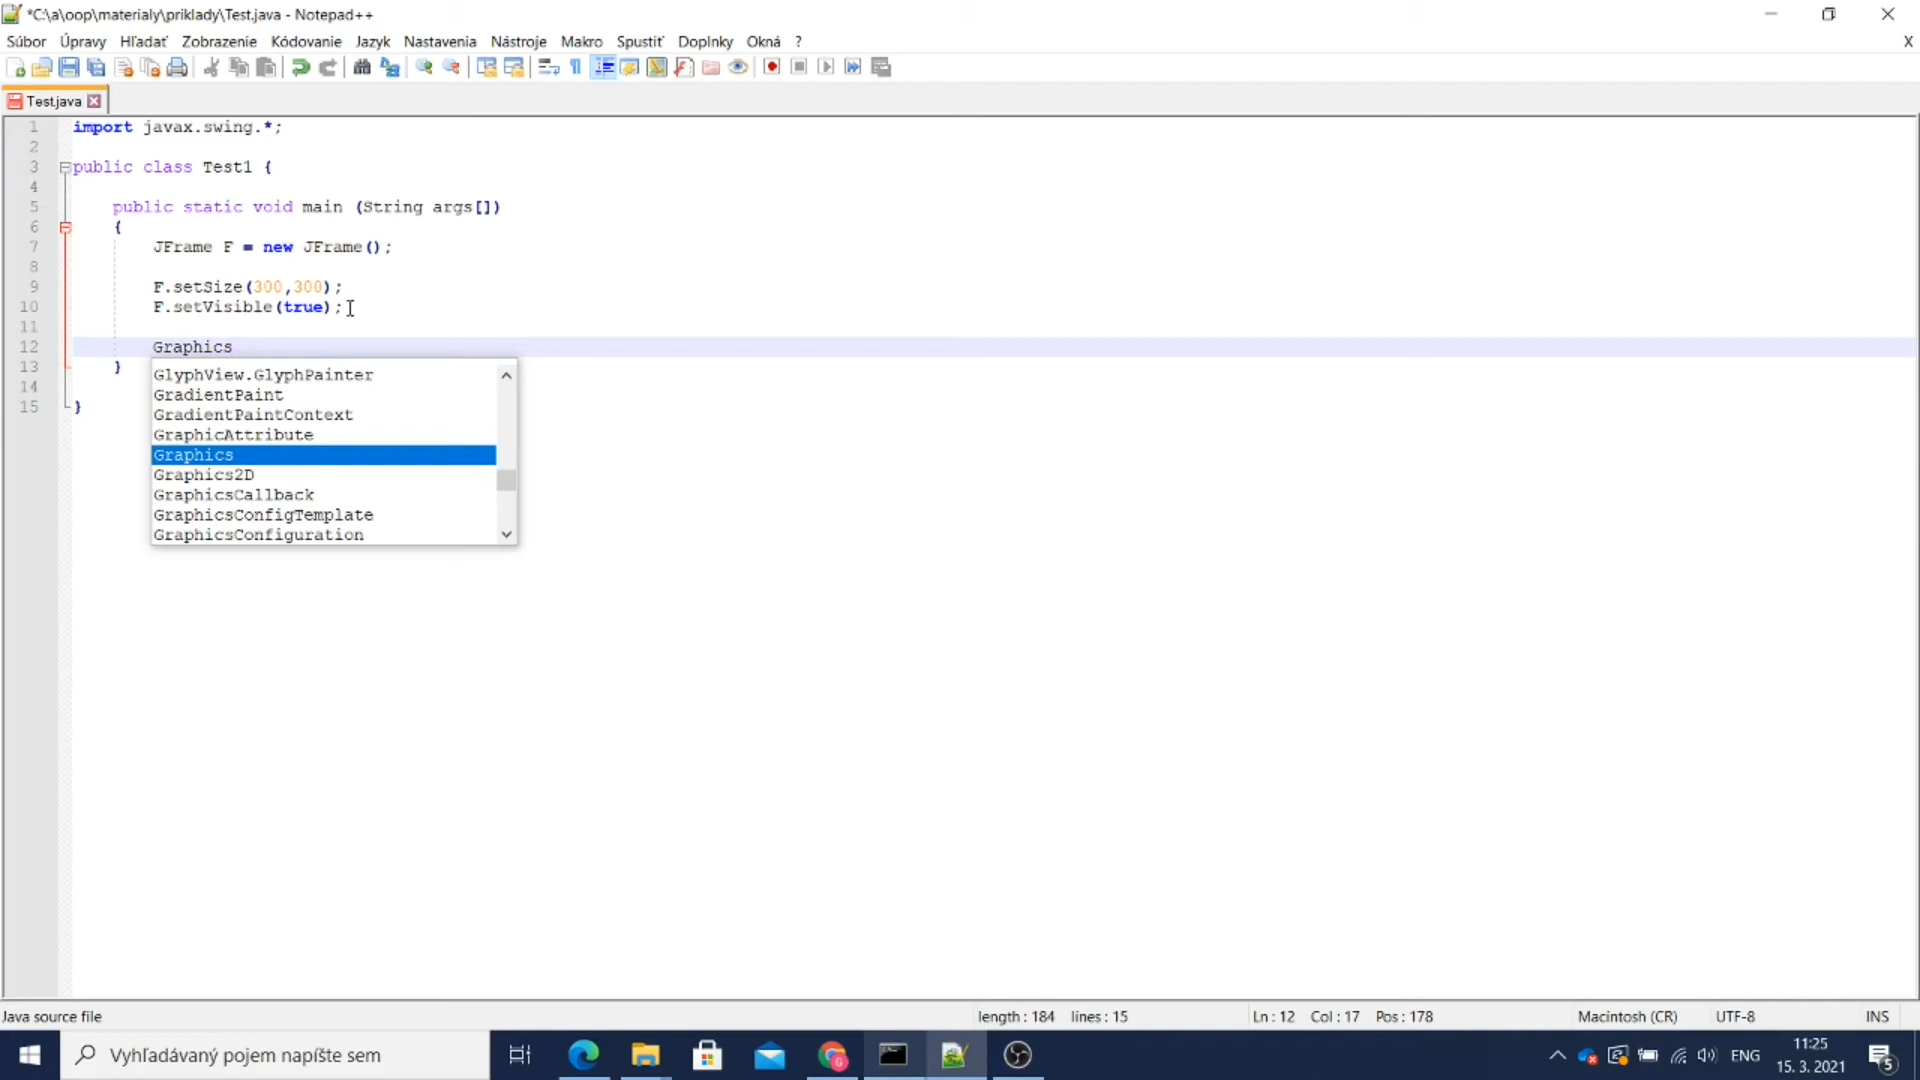 *C:\a\oop\materialy\priklady\Test.java - Notepad++
Súbor Úpravy Hľadať Zobrazenie Kódovanie Jazyk Nastavenia Nástroje Makro Spustiť Doplnky Okná ? X
Test.java
1 import javax.swing.*;
2
3 public class Test1 {
4
5 public static void main (String args[])
6 {
7 JFrame F = new JFrame();
8
9 F.setSize(300,300);
10 F.setVisible(true);
11
12 Graphics
13 }
14
15 }
GlyphView.GlyphPainter
GradientPaint
GradientPaintContext
GraphicAttribute
Graphics
Graphics2D
GraphicsCallback
GraphicsConfigTemplate
GraphicsConfiguration
Java source file length : 184 lines : 15 Ln : 12 Col : 17 Pos : 178 Macintosh (CR) UTF-8 INS
Vyhľadávaný pojem napíšte sem
ENG
11:25
15. 3. 2021
5